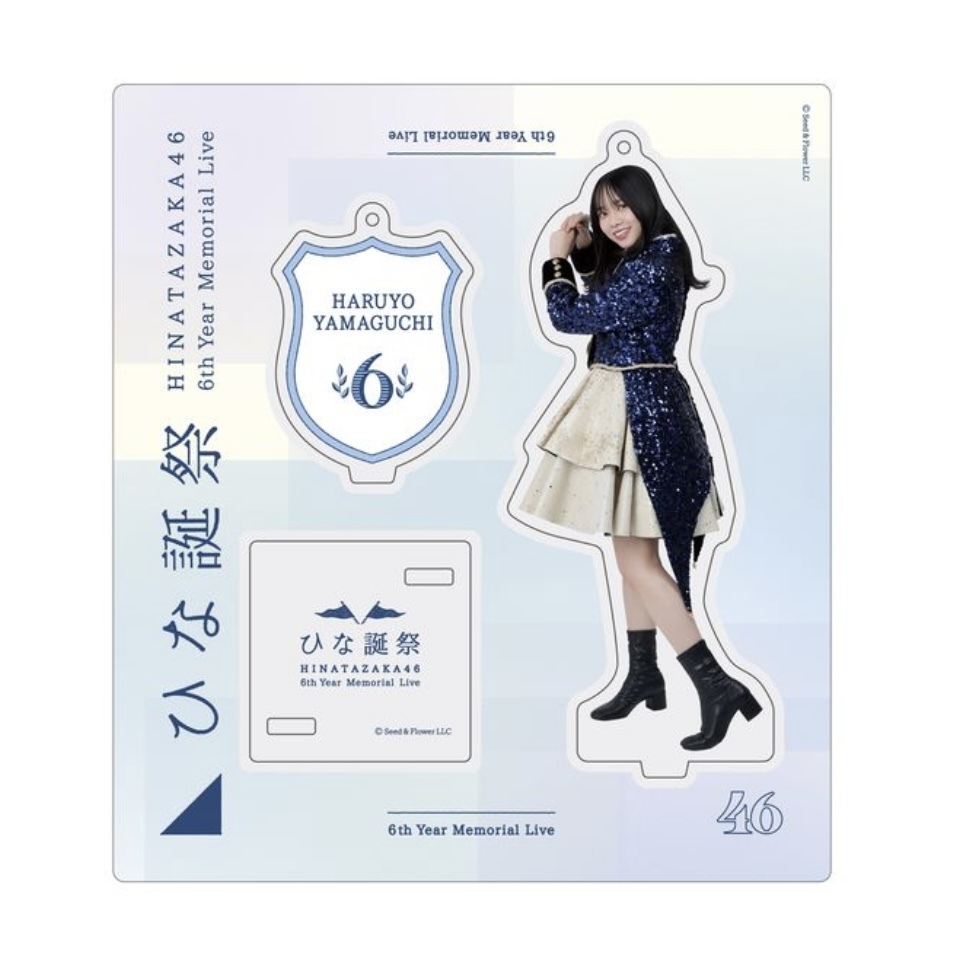 HINATAZAKA46
6th Year Memorial Live
ひな誕祭
6th Year Memorial Live
© Seed & Flower LLC
HARUYO
YAMAGUCHI
6
ひな誕祭
HINATAZAKA46
6th Year Memorial Live
© Seed & Flower LLC
6th Year Memorial Live
46